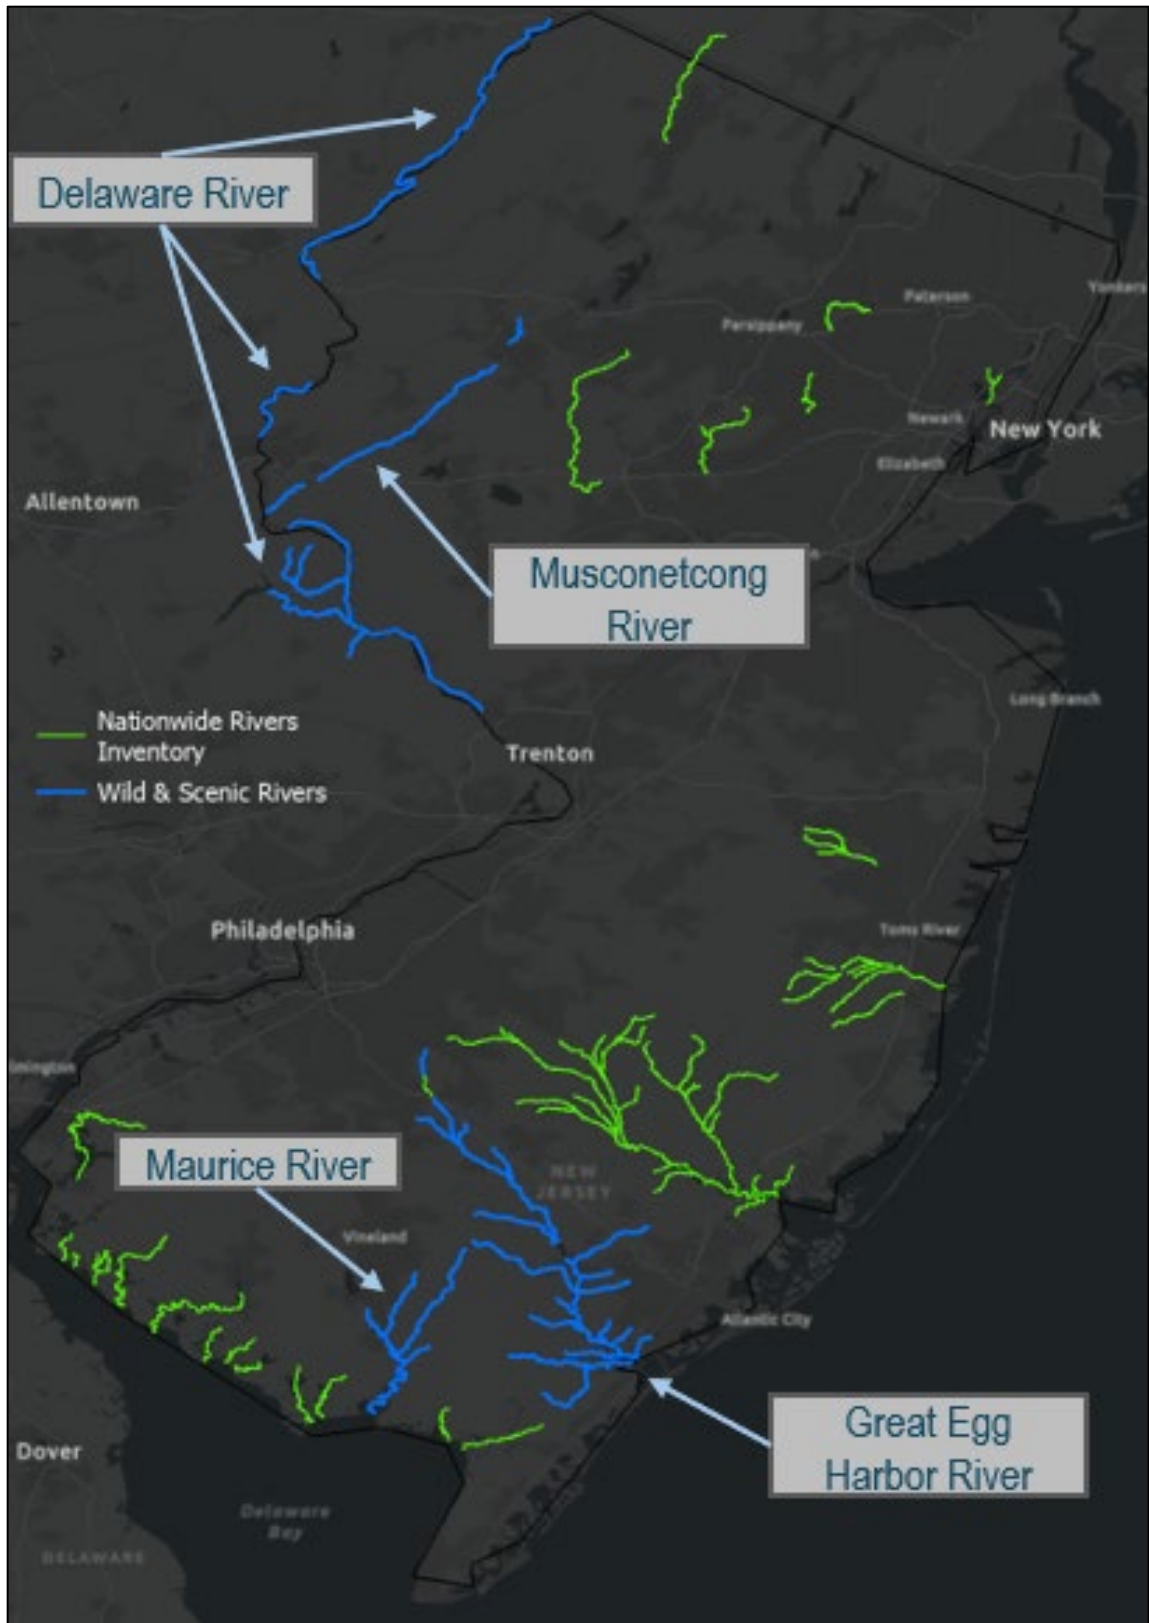 Delaware River
Yonkers
Paterson
Parsippany
Newark
New York
Elizabeth
Allentown
Musconetcong
River
Long Branch
Nationwide Rivers
Inventory
Wild & Scenic Rivers
Trenton
Philadelphia
Toms River
Maurice River
NEW
JERSEY
Vineland
Atlantic City
Great Egg
Harbor River
Dover
Delaware
Bay
DELAWARE